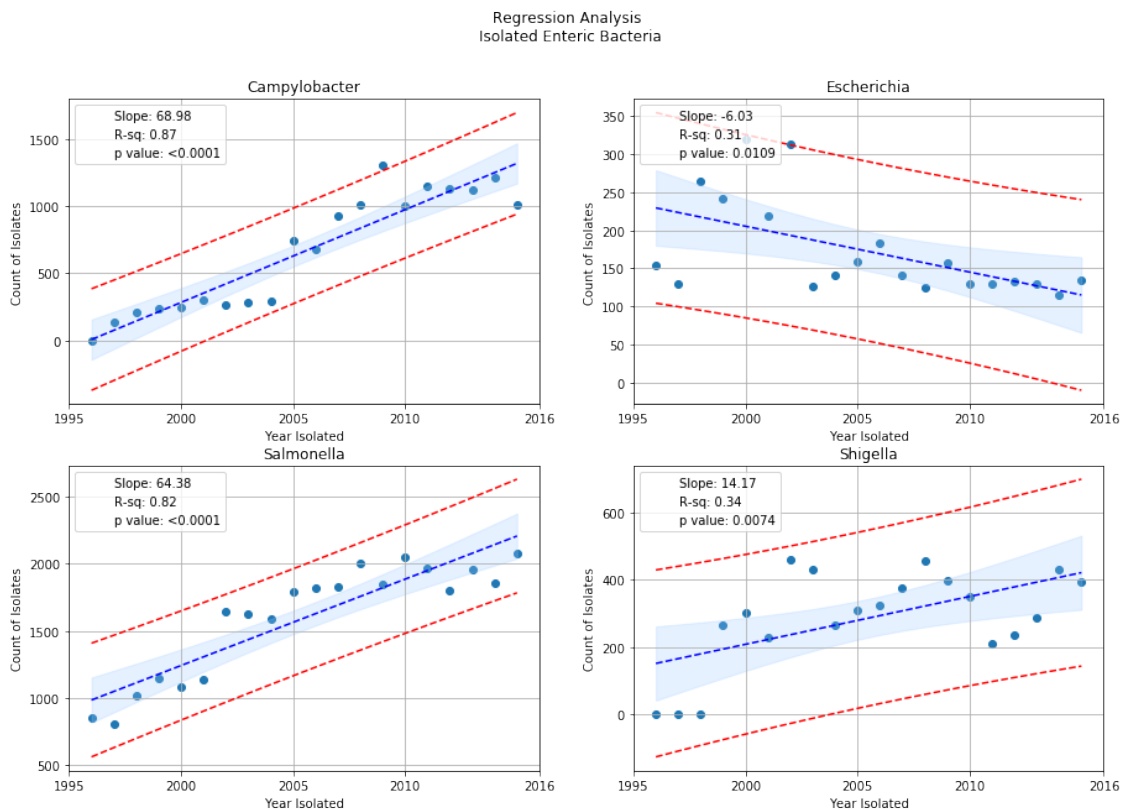 Regression Analysis
Isolated Enteric Bacteria
Campylobacter
Slope: 68.98
R-sq: 0.87
p value: <0.0001
Count of Isolates
1500
1000
500
0
1995
2000
2005
2010
2016
Year Isolated
Escherichia
Slope: -6.03
R-sq: 0.31
p value: 0.0109
Count of Isolates
350
300
250
200
150
100
50
0
1995
2000
2005
2010
2016
Year Isolated
Salmonella
Slope: 64.38
R-sq: 0.82
p value: <0.0001
Count of Isolates
2500
2000
1500
1000
500
1995
2000
2005
2010
2016
Year Isolated
Shigella
Slope: 14.17
R-sq: 0.34
p value: 0.0074
Count of Isolates
600
400
200
0
1995
2000
2005
2010
2016
Year Isolated